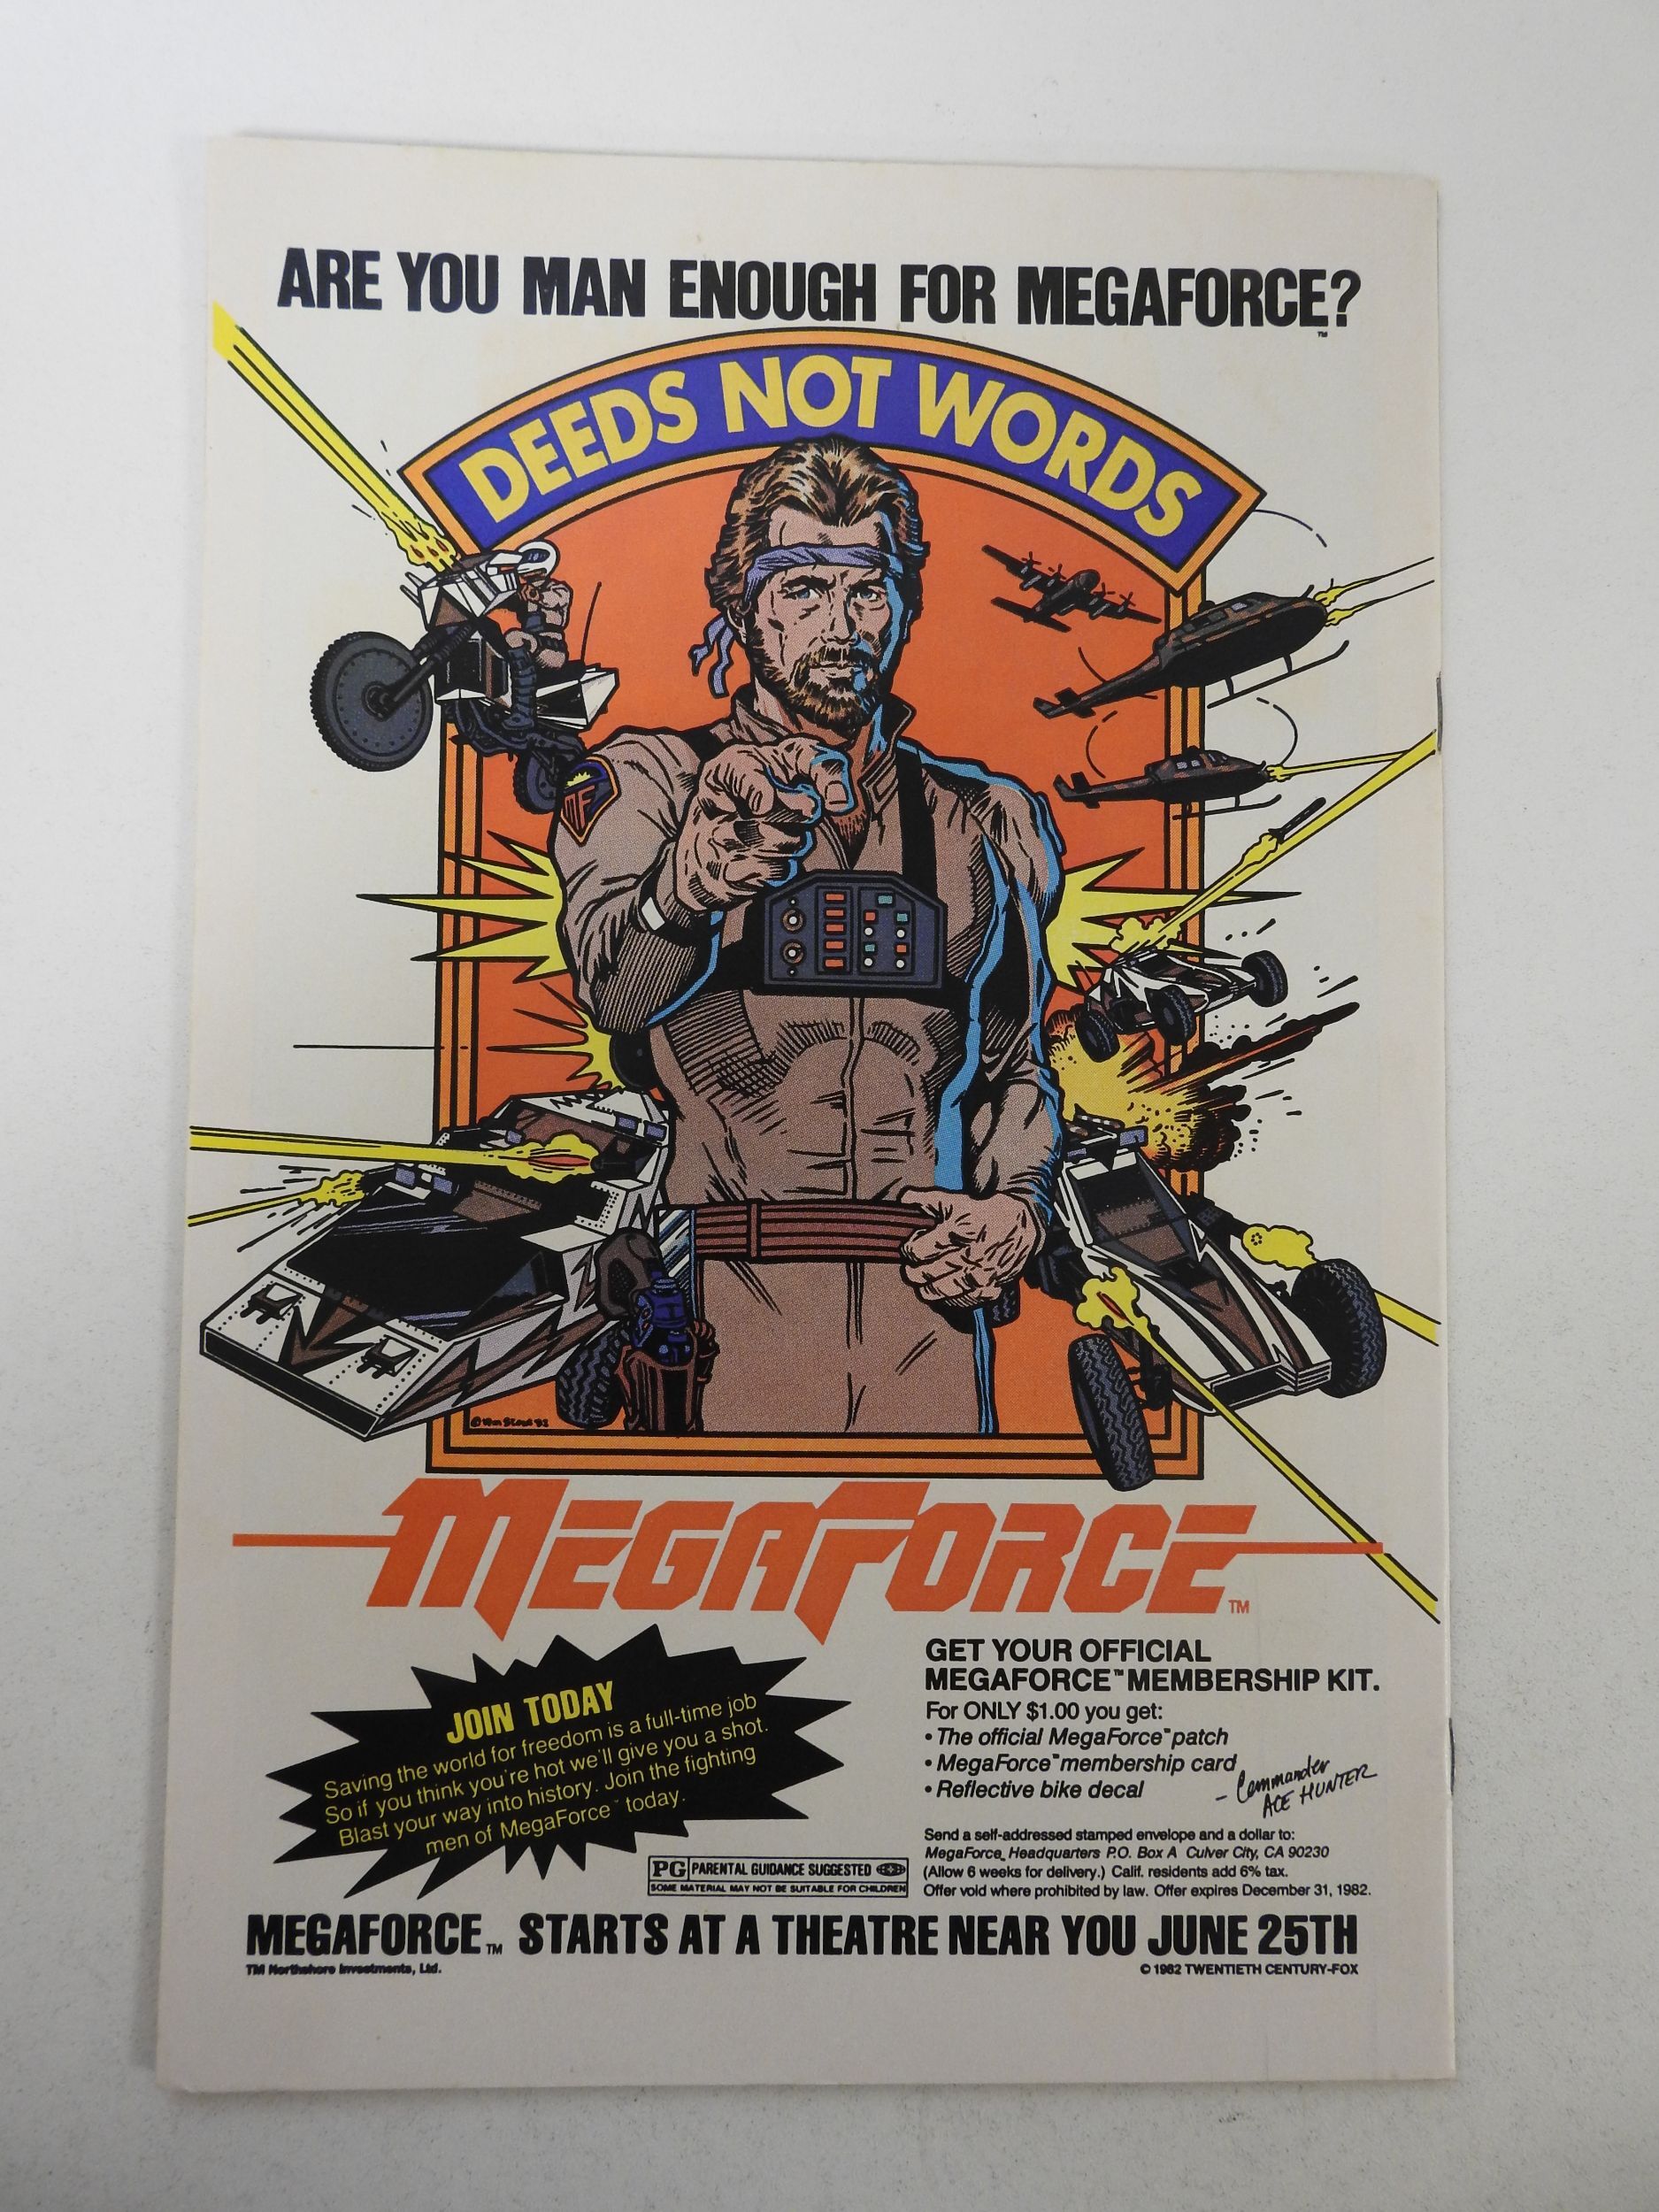 ARE YOU MAN ENOUGH FOR MEGAFORCE?
TM
DEEDS NOT WORDS
MF
MEGAFORCE TM
JOIN TODAY
Saving the world for freedom is a full-time job
So if you think you're hot we'll give you a shot.
Blast your way into history. Join the fighting
men of MegaForce™ today.
GET YOUR OFFICIAL
MEGAFORCE™ MEMBERSHIP KIT.
For ONLY $1.00 you get:
• The official MegaForce™ patch
• MegaForce™ membership card
• Reflective bike decal
- Commander
ACE HUNTER
Send a self-addressed stamped envelope and a dollar to:
MegaForce Headquarters P.O. Box A Culver City, CA 90230
(Allow 6 weeks for delivery.) Calif. residents add 6% tax.
Offer void where prohibited by law. Offer expires December 31, 1982.
PG PARENTAL GUIDANCE SUGGESTED
SOME MATERIAL MAY NOT BE SUITABLE FOR CHILDREN
MEGAFORCE TM STARTS AT A THEATRE NEAR YOU JUNE 25TH
TM Northshore Investments, Ltd.
© 1982 TWENTIETH CENTURY-FOX